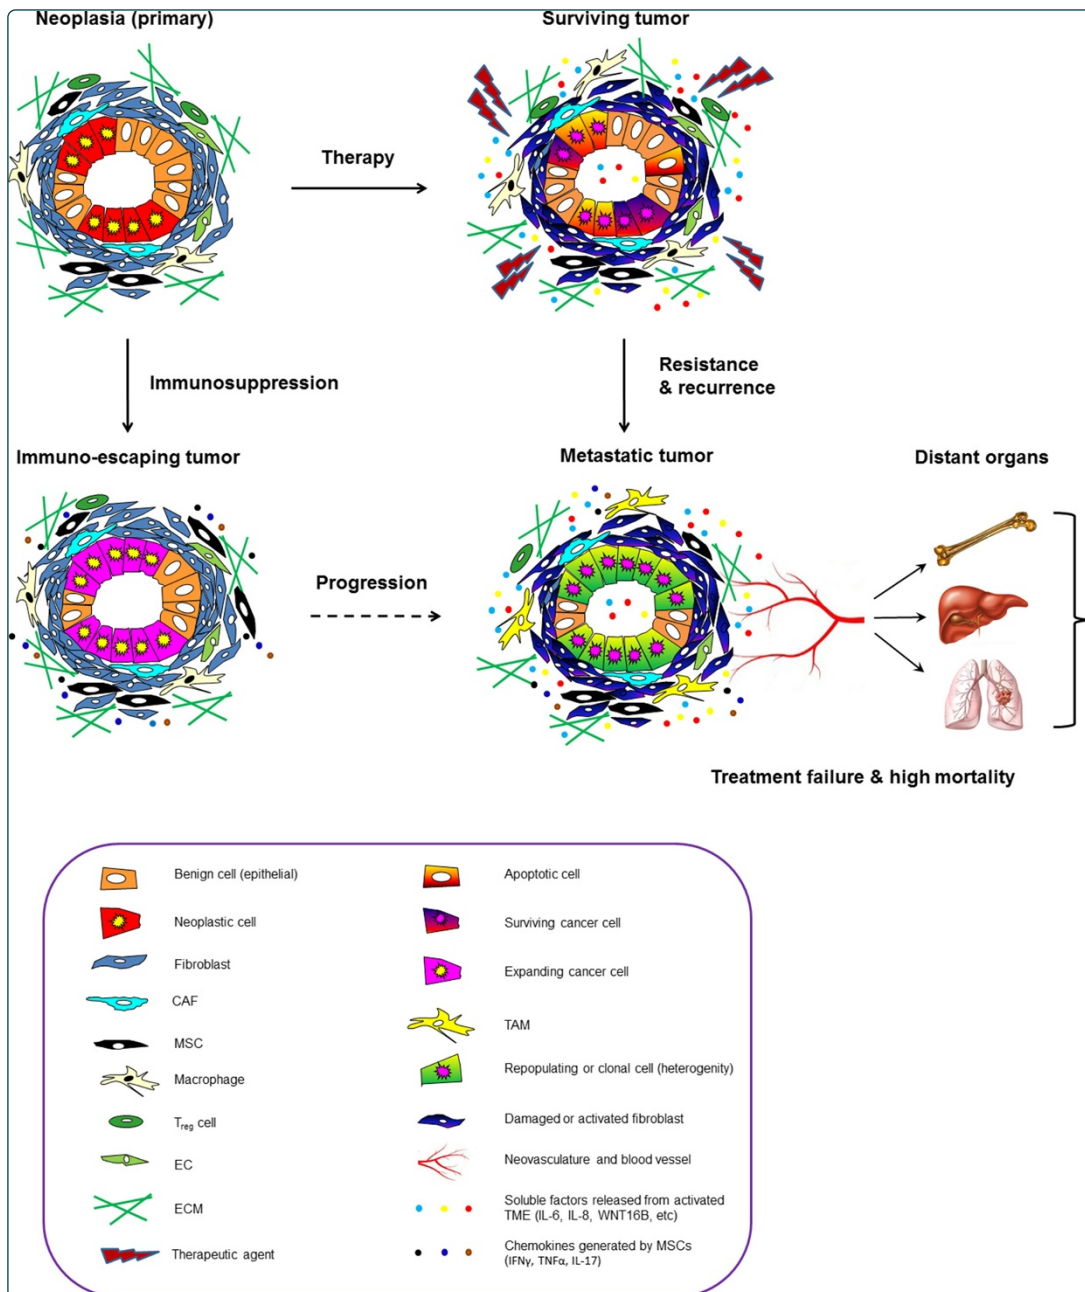 Neoplasia (primary)
Surviving tumor
Therapy
Immunosuppression
Resistance
& recurrence
Immuno-escaping tumor
Metastatic tumor
Distant organs
Progression
Treatment failure & high mortality
Benign cell (epithelial)
Neoplastic cell
Fibroblast
CAF
MSC
Macrophage
Treg cell
EC
ECM
Therapeutic agent
Apoptotic cell
Surviving cancer cell
Expanding cancer cell
TAM
Repopulating or clonal cell (heterogenity)
Damaged or activated fibroblast
Neovasculature and blood vessel
Soluble factors released from activated
TME (IL-6, IL-8, WNT16B, etc)
Chemokines generated by MSCs
(IFNγ, TNFα, IL-17)